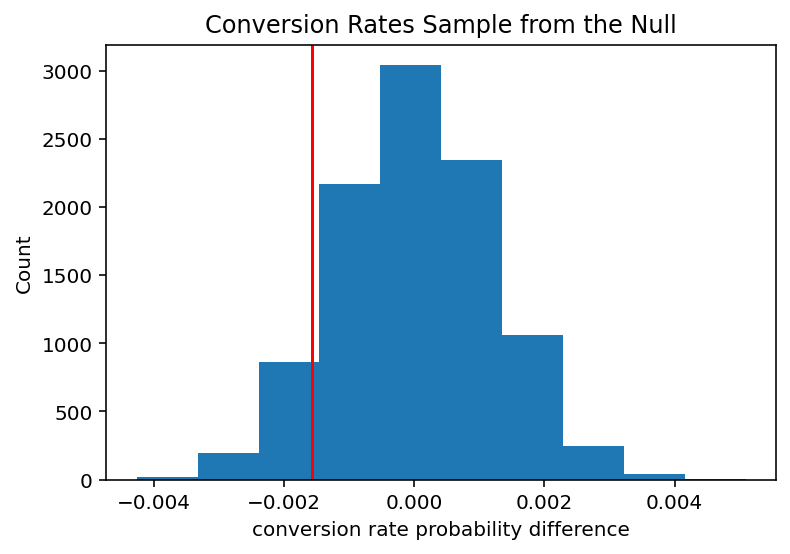 Conversion Rates Sample from the Null
3000
2500
2000
1500
1000
500
0
Count
−0.004 −0.002 0.000 0.002 0.004
conversion rate probability difference